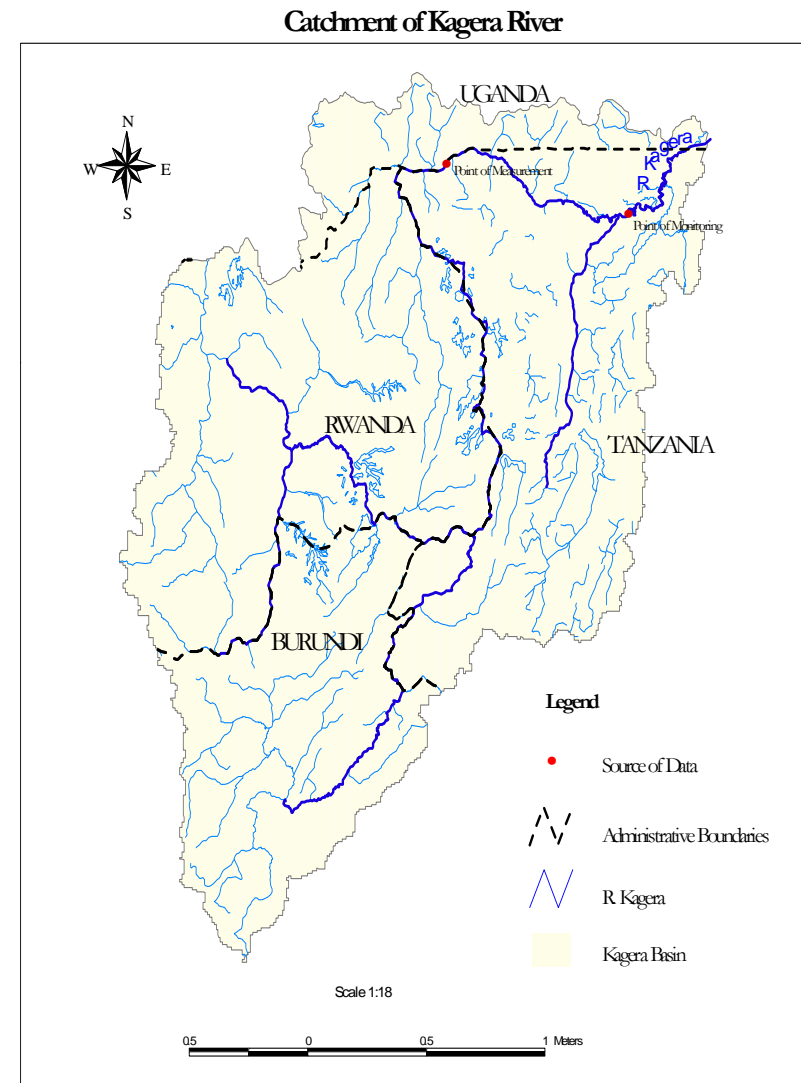 Catchment of Kagera River
UGANDA
N
W E
S
R. Kagera
Point of Measurement
Point of Monitoring
RWANDA
TANZANIA
BURUNDI
Legend
Source of Data
Administrative Boundaries
R. Kagera
Kagera Basin
Scale 1:18
0.5 0 0.5 1 Meters